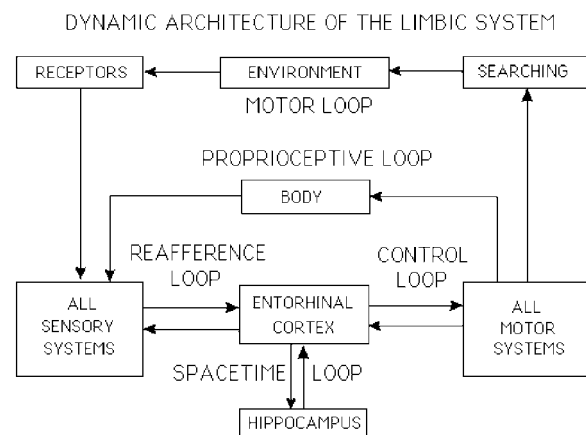 DYNAMIC ARCHITECTURE OF THE LIMBIC SYSTEM
RECEPTORS
ENVIRONMENT
SEARCHING
MOTOR LOOP
PROPRIOCEPTIVE LOOP
BODY
REAFFERENCE
LOOP
CONTROL
LOOP
ALL
SENSORY
SYSTEMS
ENTORHINAL
CORTEX
ALL
MOTOR
SYSTEMS
SPACETIME LOOP
HIPPOCAMPUS